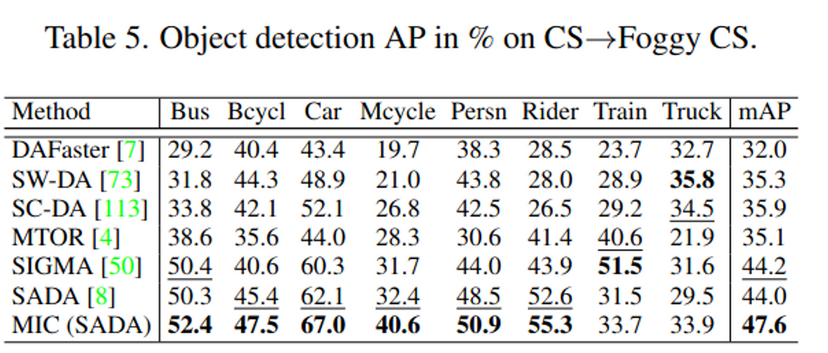 Table 5. Object detection AP in % on CS→Foggy CS.
Method Bus Bcycl Car Mcycle Persn Rider Train Truck mAP
DAFaster [7] 29.2 40.4 43.4 19.7 38.3 28.5 23.7 32.7 32.0
SW-DA [73] 31.8 44.3 48.9 21.0 43.8 28.0 28.9 35.8 35.3
SC-DA [113] 33.8 42.1 52.1 26.8 42.5 26.5 29.2 34.5 35.9
MTOR [4] 38.6 35.6 44.0 28.3 30.6 41.4 40.6 21.9 35.1
SIGMA [50] 50.4 40.6 60.3 31.7 44.0 43.9 51.5 31.6 44.2
SADA [8] 50.3 45.4 62.1 32.4 48.5 52.6 31.5 29.5 44.0
MIC (SADA) 52.4 47.5 67.0 40.6 50.9 55.3 33.7 33.9 47.6